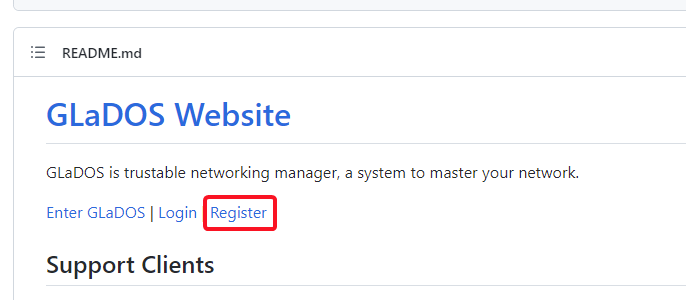 README.md
GLaDOS Website
GLaDOS is trustable networking manager, a system to master your network.
Enter GLaDOS | Login Register
Support Clients